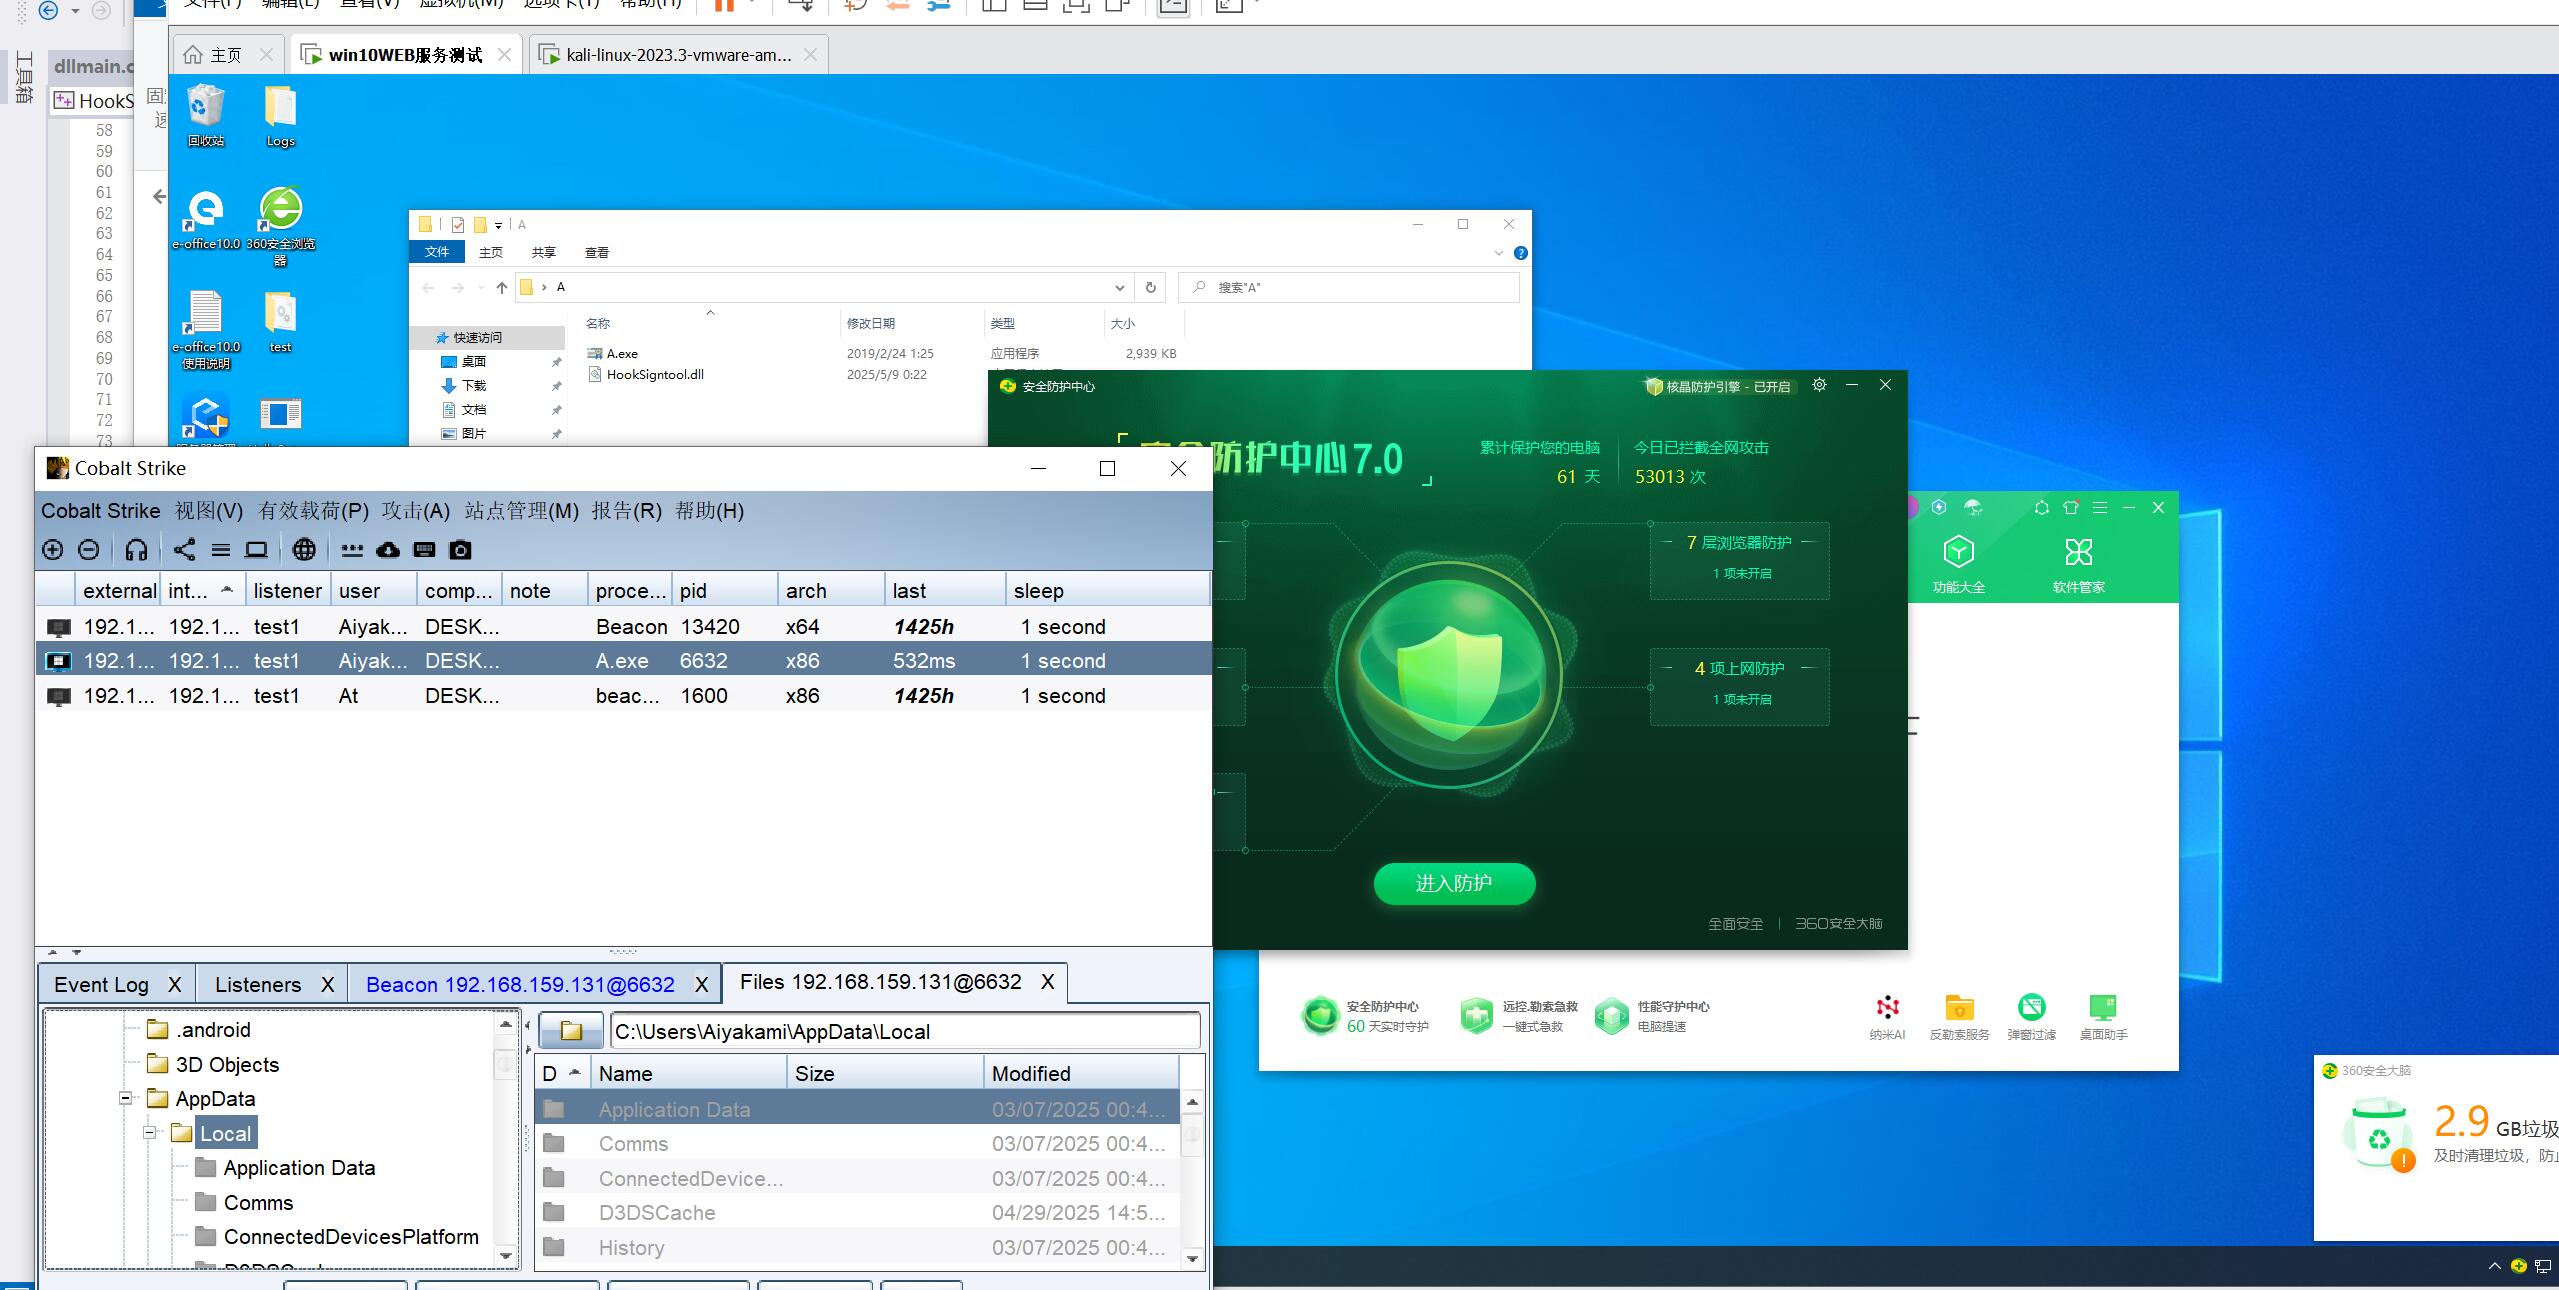 文件(F) 编辑(E) 查看(V) 虚拟机(M) 选项卡(T) 帮助(H)
主页
win10WEB服务测试
kali-linux-2023.3-vmware-am...
工具箱
dllmain.c
HookS
58
59
60
61
62
63
64
65
66
67
68
69
70
71
72
73
回收站
Logs
e-office10.0
360安全浏览器
e-office10.0使用说明
test
A
文件 主页 共享 查看
A
搜索"A"
名称 修改日期 类型 大小
快速访问
桌面
下载
文档
图片
A.exe 2019/2/24 1:25 应用程序 2,939 KB
HookSigntool.dll 2025/5/9 0:22
安全防护中心
核晶防护引擎 - 已开启
防护中心7.0
累计保护您的电脑
61 天
今日已拦截全网攻击
53013 次
7 层浏览器防护
1 项未开启
4 项上网防护
1 项未开启
进入防护
全面安全 | 360安全大脑
功能大全
软件管家
安全防护中心
60 天实时守护
远控.勒索急救
一键式急救
性能守护中心
电脑提速
纳米AI
反勒索服务
弹窗过滤
桌面助手
360安全大脑
2.9 GB垃圾
及时清理垃圾，防止
Cobalt Strike
Cobalt Strike 视图(V) 有效载荷(P) 攻击(A) 站点管理(M) 报告(R) 帮助(H)
external int... listener user comp... note proce... pid arch last sleep
192.1... 192.1... test1 Aiyak... DESK... Beacon 13420 x64 1425h 1 second
192.1... 192.1... test1 Aiyak... DESK... A.exe 6632 x86 532ms 1 second
192.1... 192.1... test1 At DESK... beac... 1600 x86 1425h 1 second
Event Log X
Listeners X
Beacon 192.168.159.131@6632 X
Files 192.168.159.131@6632 X
.android
3D Objects
AppData
Local
Application Data
Comms
ConnectedDevicesPlatform
C:\Users\Aiyakami\AppData\Local
D Name Size Modified
Application Data 03/07/2025 00:4...
Comms 03/07/2025 00:4...
ConnectedDevice... 03/07/2025 00:4...
D3DSCache 04/29/2025 14:5...
History 03/07/2025 00:4...